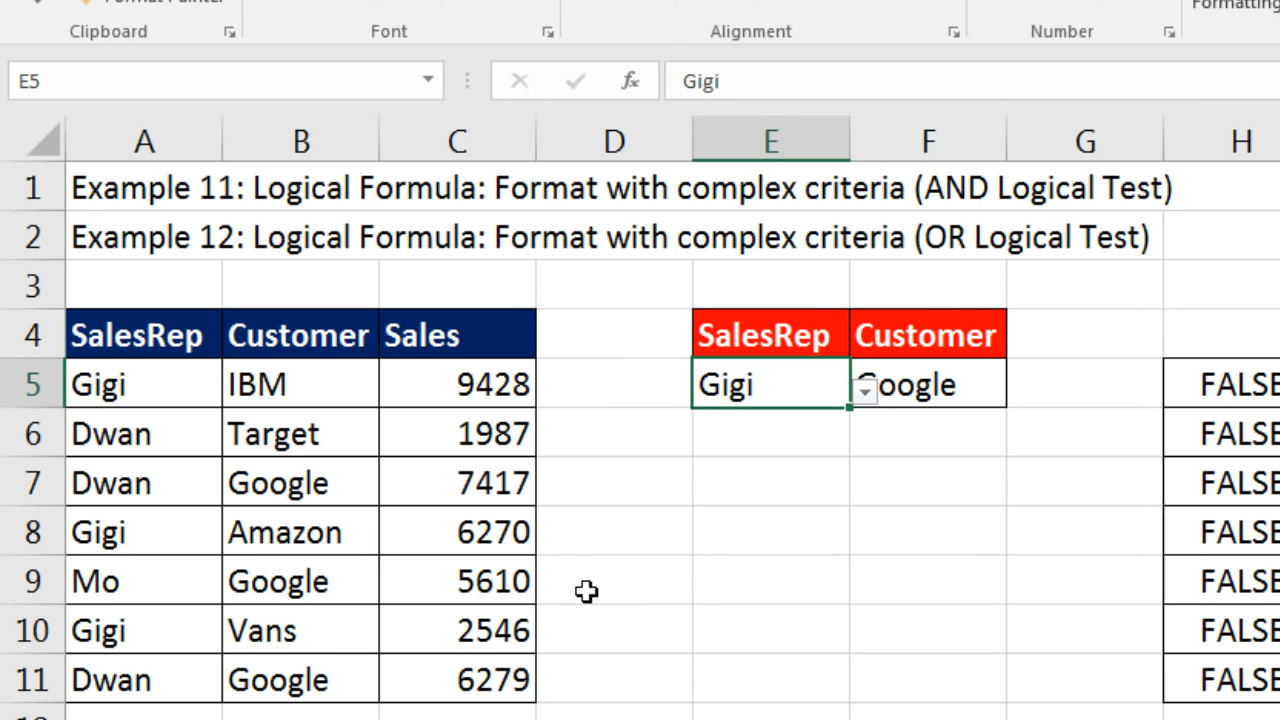 Clipboard Font Alignment Number Formatting
E5 fx Gigi
A B C D E F G H
1 Example 11: Logical Formula: Format with complex criteria (AND Logical Test)
2 Example 12: Logical Formula: Format with complex criteria (OR Logical Test)
3
4 SalesRep Customer Sales SalesRep Customer
5 Gigi IBM 9428 Gigi Google FALSE
6 Dwan Target 1987 FALSE
7 Dwan Google 7417 FALSE
8 Gigi Amazon 6270 FALSE
9 Mo Google 5610 FALSE
10 Gigi Vans 2546 FALSE
11 Dwan Google 6279 FALSE